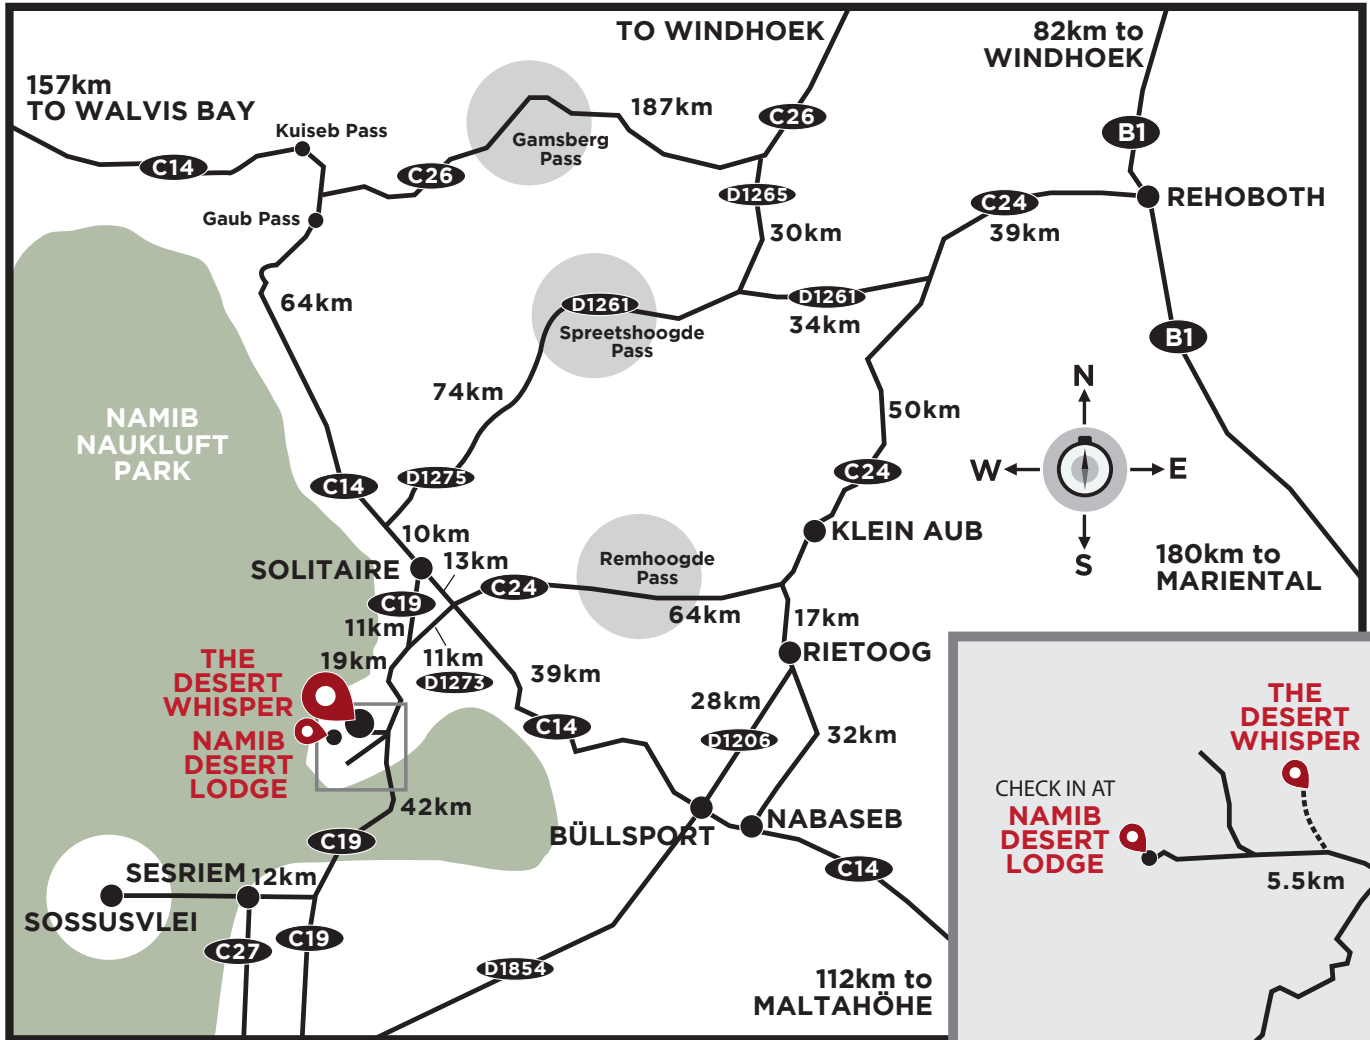 TO WINDHOEK
82km to
WINDHOEK
157km
TO WALVIS BAY
187km
C26
B1
Kuiseb Pass
Gamsberg
Pass
C14
C26
D1265
C24
REHOBOTH
Gaub Pass
30km
39km
64km
D1261
D1261
34km
Spreetshoogde
Pass
B1
N
W
E
S
74km
50km
NAMIB
NAUKLUFT
PARK
C14
D1275
C24
10km
KLEIN AUB
13km
SOLITAIRE
Remhoogde
Pass
180km to
MARIENTAL
C19
C24
64km
17km
11km
11km
D1273
RIETOOG
19km
39km
THE
DESERT
WHISPER
NAMIB
DESERT
LODGE
28km
C14
D1206
32km
42km
BÜLLSPORT
NABASEB
C19
C14
SESRIEM
12km
SOSSUSVLEI
C27
C19
D1854
112km to
MALTAHÖHE
THE
DESERT
WHISPER
CHECK IN AT
NAMIB
DESERT
LODGE
5.5km